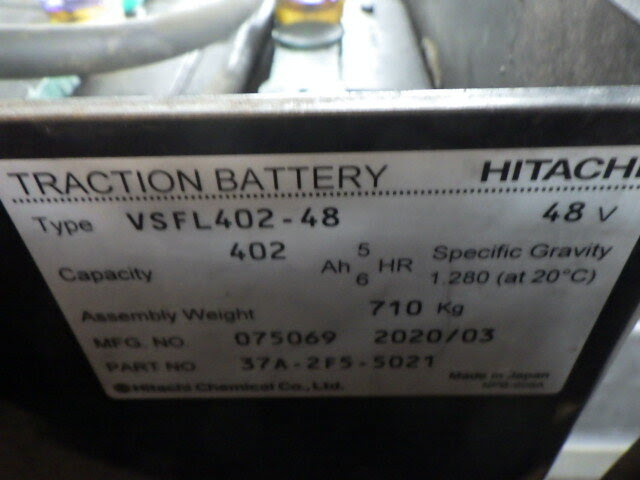 TRACTION BATTERY HITACHI
Type VSFL402-48 48 V
Capacity 402 Ah 5 6 HR Specific Gravity
1.280 (at 20°C)
Assembly Weight 710 Kg
MFG. NO 075069 2020/03
PART NO 37A-2F5-5021
Hitachi Chemical Co., Ltd. Made in Japan